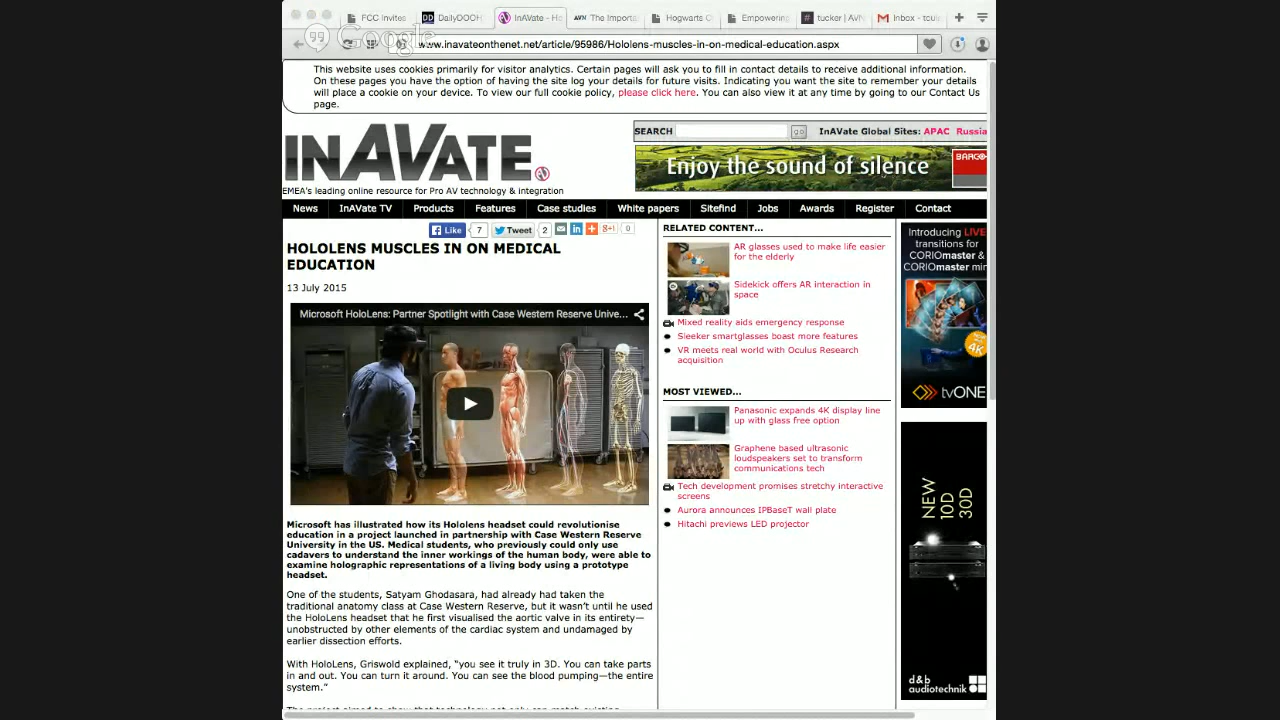 FCC Invites
DailyDOOH
InAVate - Ho
The Importa
Hogwarts C
Empowering
tucker | AVN
Inbox - tcul
Google
www.inavateonthenet.net/article/95986/Hololens-muscles-in-on-medical-education.aspx
This website uses cookies primarily for visitor analytics. Certain pages will ask you to fill in contact details to receive additional information.
On these pages you have the option of having the site log your details for future visits. Indicating you want the site to remember your details
will place a cookie on your device. To view our full cookie policy, please click here. You can also view it at any time by going to our Contact Us
page.
INAVATE
EMEA's leading online resource for Pro AV technology & integration
SEARCH
go
InAVate Global Sites: APAC Russia
Enjoy the sound of silence
BARCO
News
InAVate TV
Products
Features
Case studies
White papers
Sitefind
Jobs
Awards
Register
Contact
Like
7
Tweet
2
g+1
0
HOLOLENS MUSCLES IN ON MEDICAL
EDUCATION
13 July 2015
Microsoft HoloLens: Partner Spotlight with Case Western Reserve Unive...
Microsoft has illustrated how its Hololens headset could revolutionise
education in a project launched in partnership with Case Western Reserve
University in the US. Medical students, who previously could only use
cadavers to understand the inner workings of the human body, were able to
examine holographic representations of a living body using a prototype
headset.
One of the students, Satyam Ghodasara, had already had taken the
traditional anatomy class at Case Western Reserve, but it wasn't until he used
the HoloLens headset that he first visualised the aortic valve in its entirety—
unobstructed by other elements of the cardiac system and undamaged by
earlier dissection efforts.
With HoloLens, Griswold explained, "you see it truly in 3D. You can take parts
in and out. You can turn it around. You can see the blood pumping—the entire
system."
RELATED CONTENT...
AR glasses used to make life easier
for the elderly
Sidekick offers AR interaction in
space
Mixed reality aids emergency response
Sleeker smartglasses boast more features
VR meets real world with Oculus Research
acquisition
MOST VIEWED...
Panasonic expands 4K display line
up with glass free option
Graphene based ultrasonic
loudspeakers set to transform
communications tech
Tech development promises stretchy interactive
screens
Aurora announces IPBaseT wall plate
Hitachi previews LED projector
Introducing LIVE
transitions for
CORIOmaster &
CORIOmaster min
4K
tvONE
NEW
10D
30D
d&b
audiotechnik